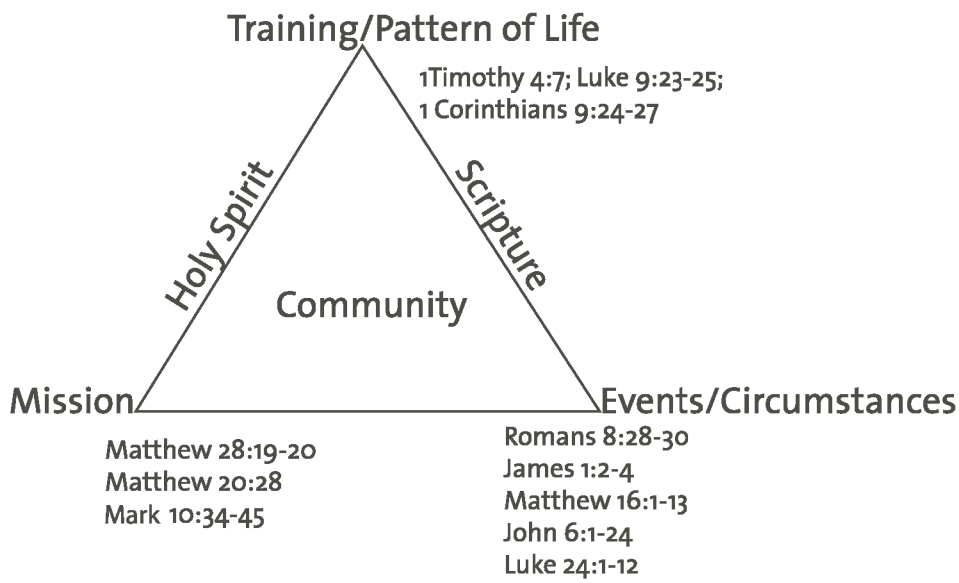 Training/Pattern of Life
1Timothy 4:7; Luke 9:23-25;
1 Corinthians 9:24-27
Holy Spirit
Scripture
Community
Mission
Events/Circumstances
Matthew 28:19-20
Matthew 20:28
Mark 10:34-45
Romans 8:28-30
James 1:2-4
Matthew 16:1-13
John 6:1-24
Luke 24:1-12